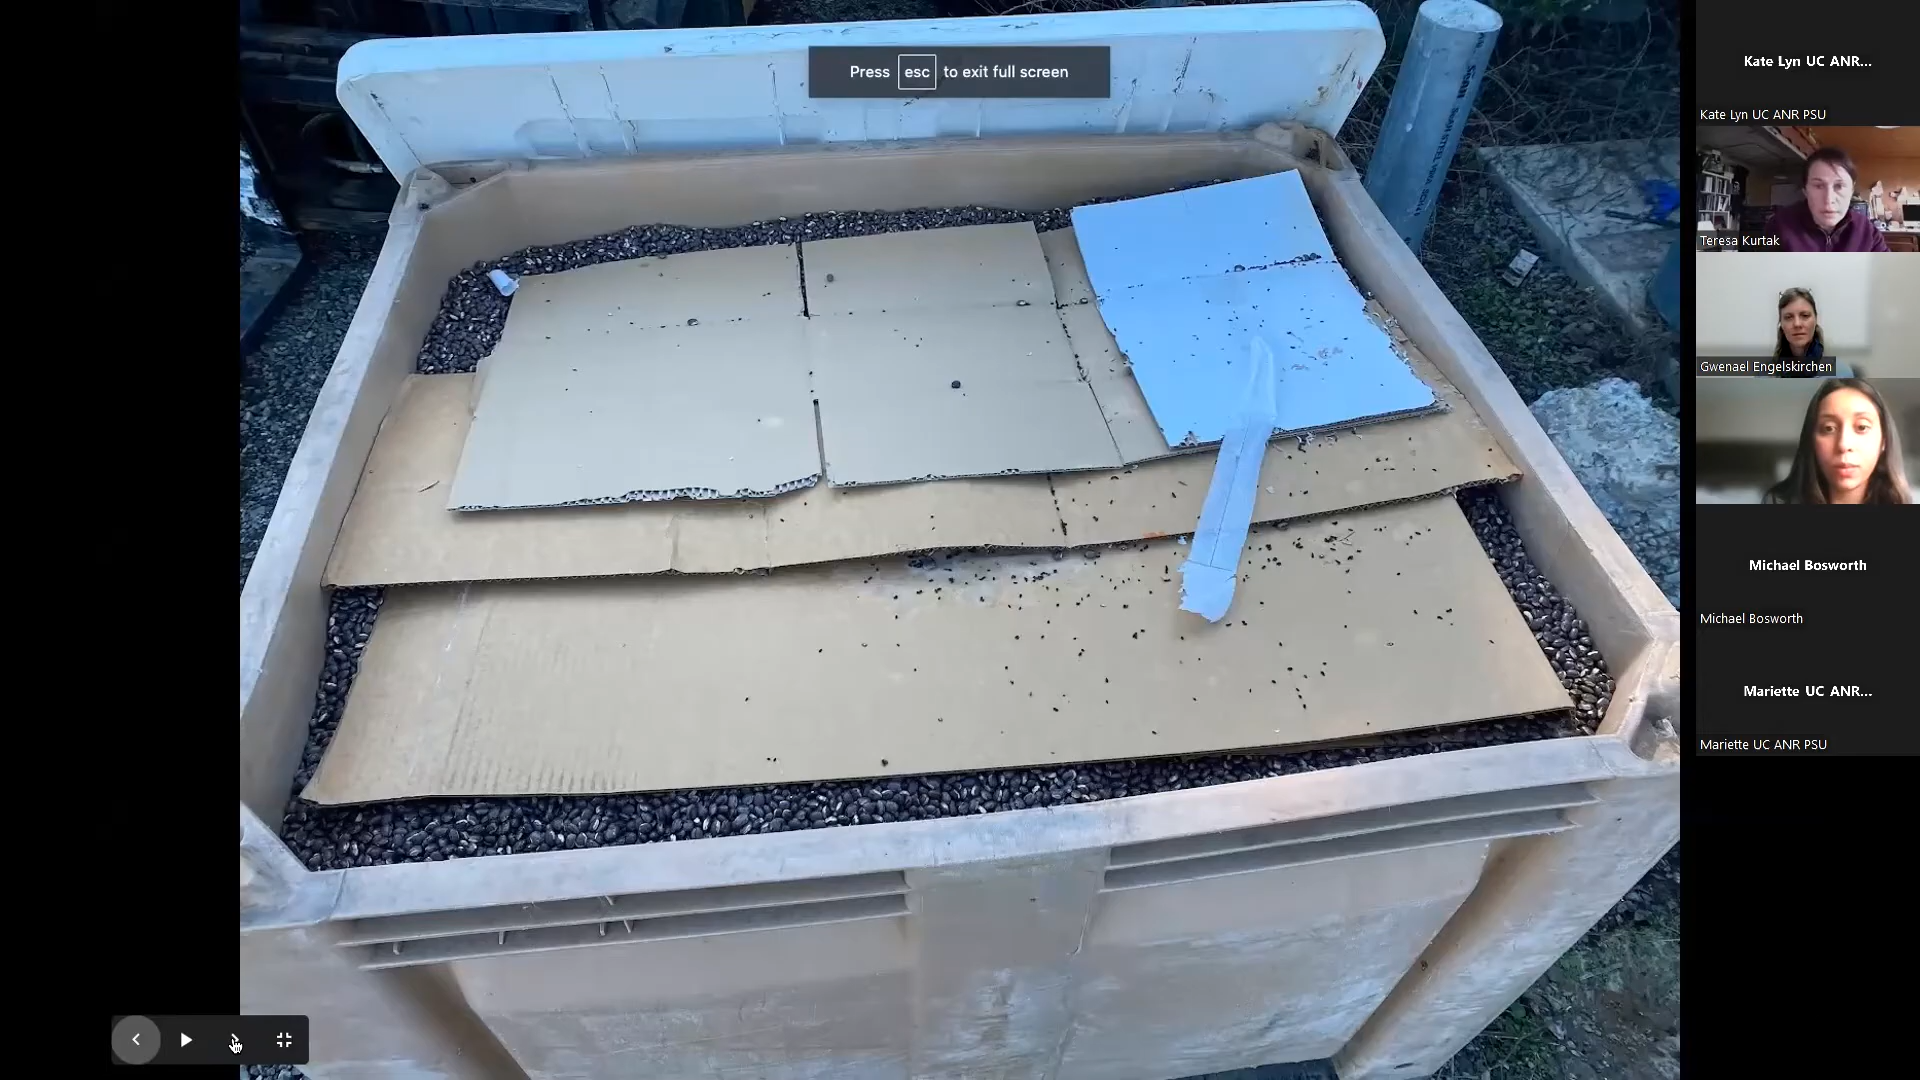 Press esc to exit full screen
Kate Lyn UC ANR...
Kate Lyn UC ANR PSU
Teresa Kurtak
Gwenael Engelskirchen
Michael Bosworth
Michael Bosworth
Mariette UC ANR...
Mariette UC ANR PSU